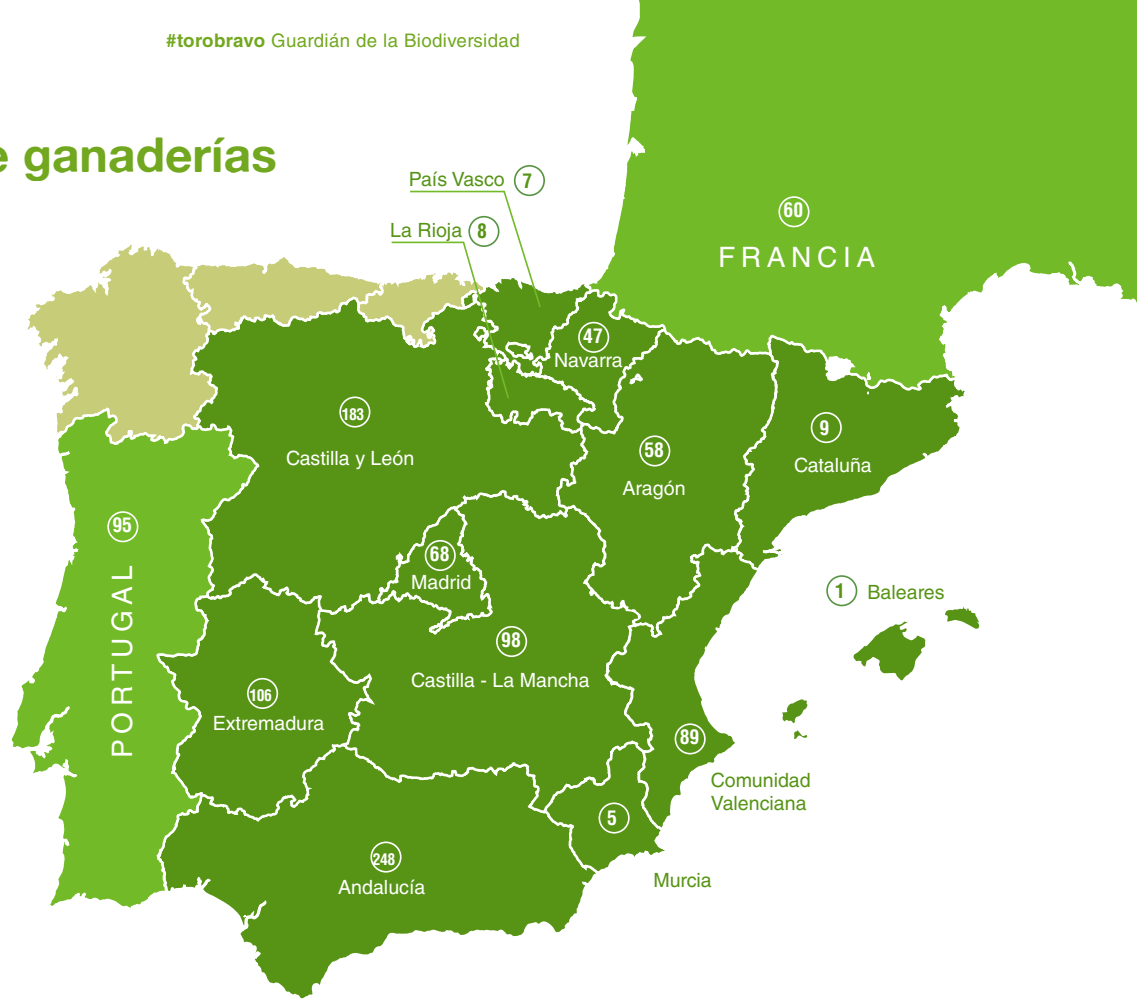 #torobravo Guardián de la Biodiversidad
e ganaderías
País Vasco 7
La Rioja 8
60
FRANCIA
47
Navarra
183
Castilla y León
58
Aragón
9
Cataluña
95
PORTUGAL
68
Madrid
1 Baleares
98
Castilla - La Mancha
106
Extremadura
89
Comunidad
Valenciana
5
Murcia
248
Andalucía